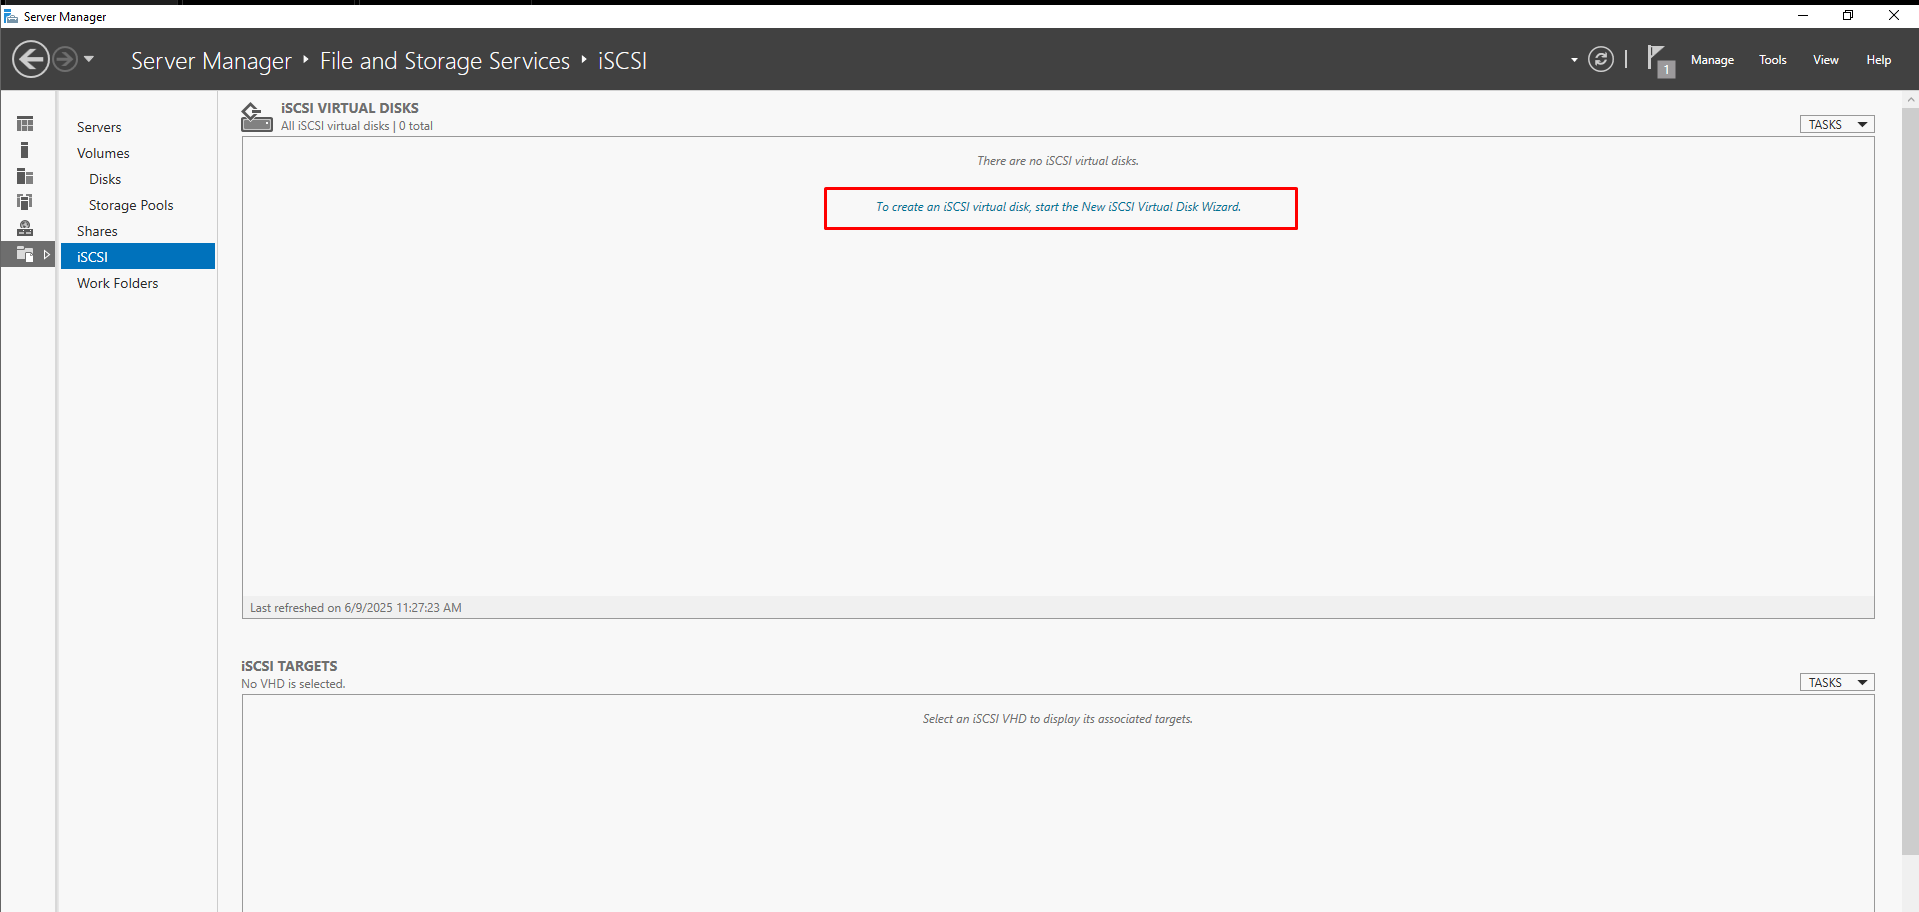 Server Manager
Server Manager ‣ File and Storage Services ‣ iSCSI
1
Manage
Tools
View
Help
Servers
Volumes
Disks
Storage Pools
Shares
iSCSI
Work Folders
iSCSI VIRTUAL DISKS
All iSCSI virtual disks | 0 total
TASKS
There are no iSCSI virtual disks.
To create an iSCSI virtual disk, start the New iSCSI Virtual Disk Wizard.
Last refreshed on 6/9/2025 11:27:23 AM
iSCSI TARGETS
No VHD is selected.
TASKS
Select an iSCSI VHD to display its associated targets.